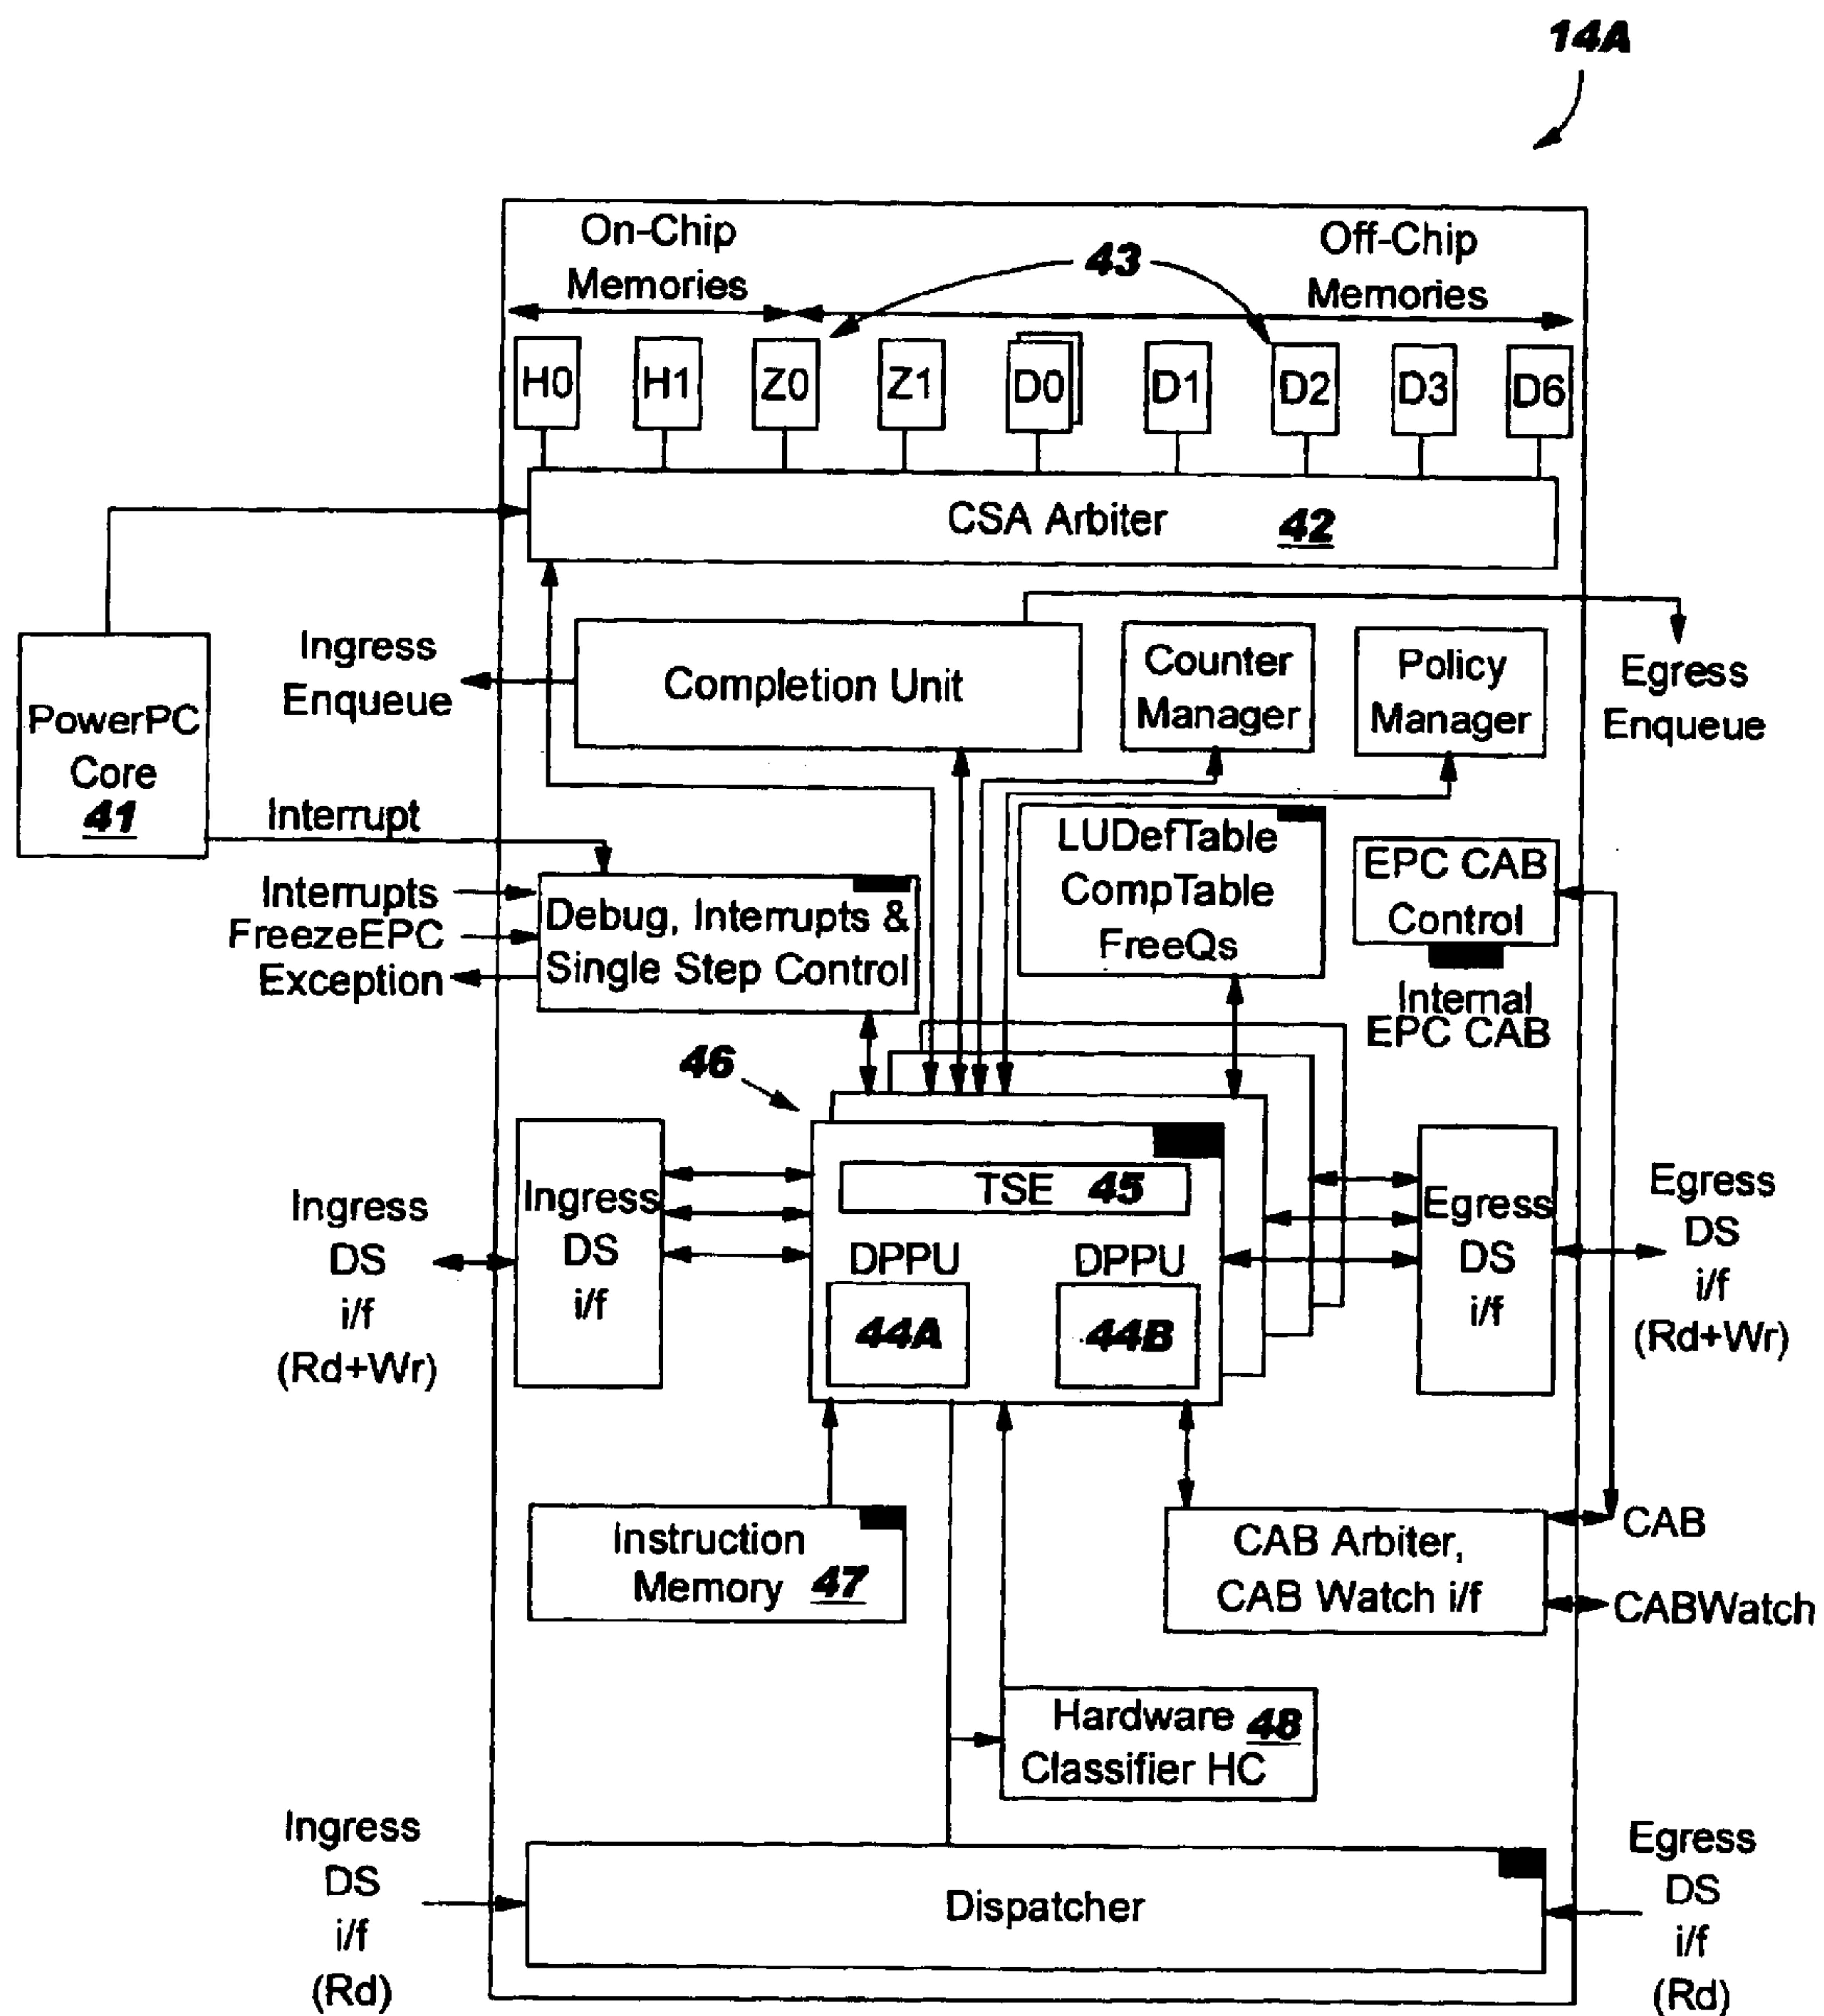 14A
On-Chip
Memories
43
Off-Chip
Memories
H0 H1 Z0 Z1 D0 D1 D2 D3 D6
CSA Arbiter 42
PowerPC
Core
41
Ingress
Enqueue
Completion Unit
Counter
Manager
Policy
Manager
Egress
Enqueue
Interrupt
Interrupts
FreezeEPC
Exception
Debug, Interrupts &
Single Step Control
LUDefTable
CompTable
FreeQs
EPC CAB
Control
Internal
EPC CAB
46
Ingress
DS
i/f
(Rd+Wr)
Ingress
DS
i/f
TSE 45
DPPU
44A
DPPU
44B
Egress
DS
i/f
Egress
DS
i/f
(Rd+Wr)
Instruction
Memory 47
CAB Arbiter,
CAB Watch i/f
CAB
CABWatch
Hardware 48
Classifier HC
Ingress
DS
i/f
(Rd)
Dispatcher
Egress
DS
i/f
(Rd)